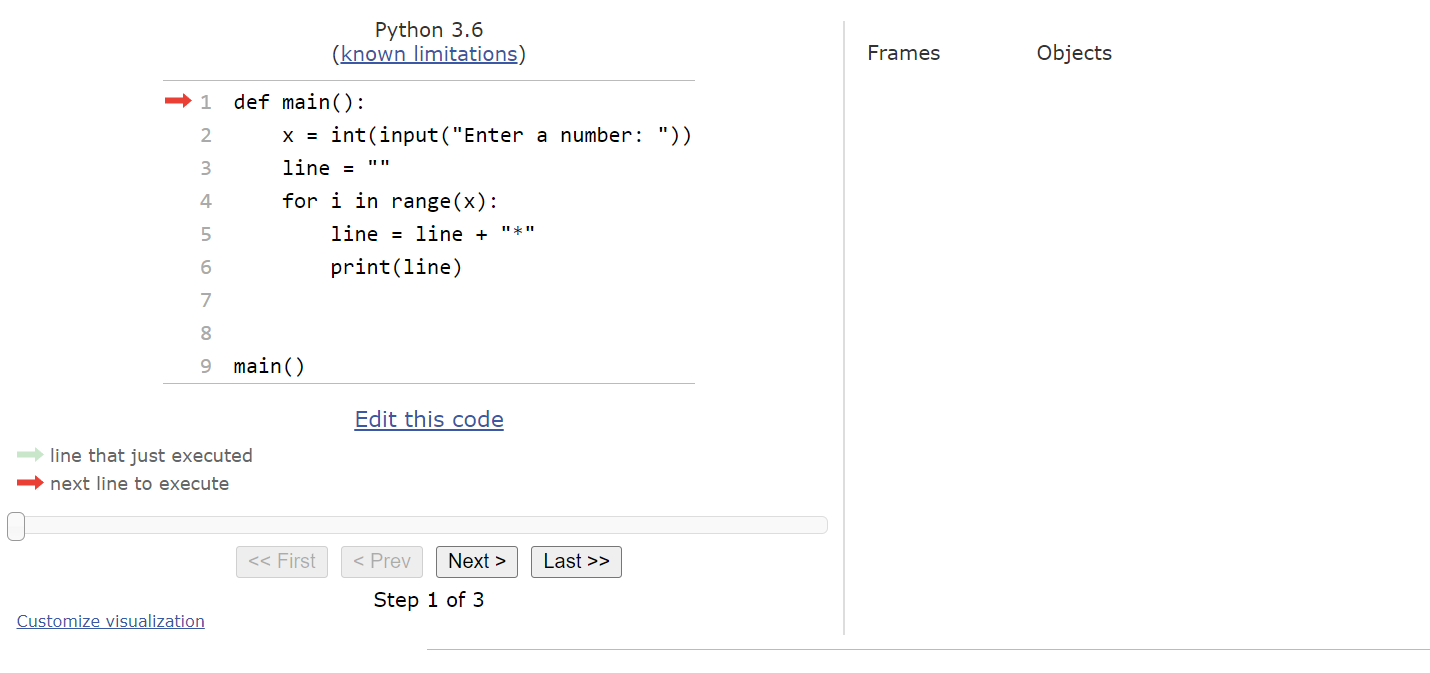 Python 3.6
(known limitations)
1 def main():
2     x = int(input("Enter a number: "))
3     line = ""
4     for i in range(x):
5         line = line + "*"
6         print(line)
7
8
9 main()
Edit this code
line that just executed
next line to execute
<< First < Prev Next > Last >>
Step 1 of 3
Customize visualization
Frames Objects